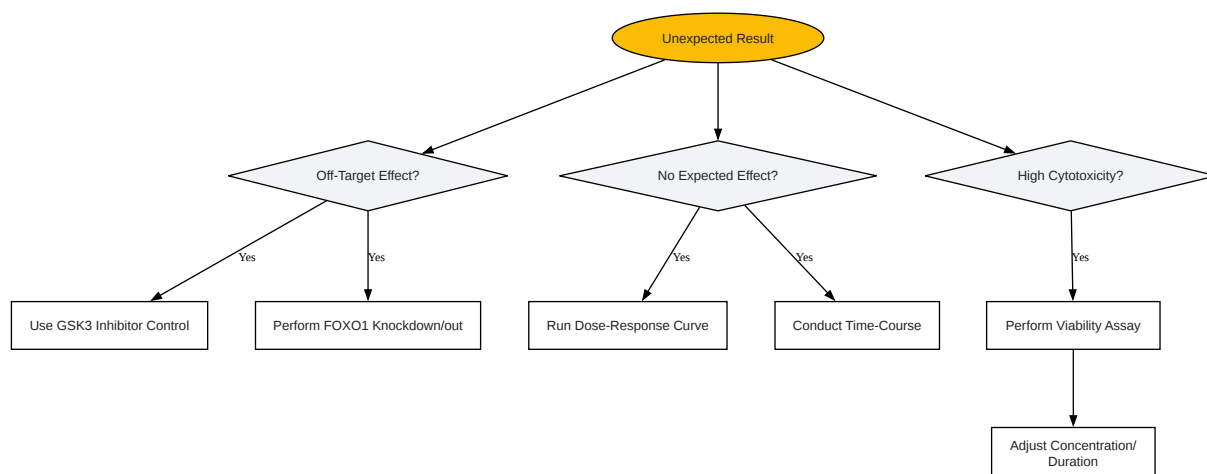 Unexpected Result
Off-Target Effect?
No Expected Effect?
High Cytotoxicity?
Yes
Yes
Yes
Yes
Yes
Use GSK3 Inhibitor Control
Perform FOXO1 Knockdown/out
Run Dose-Response Curve
Conduct Time-Course
Perform Viability Assay
Adjust Concentration/
Duration